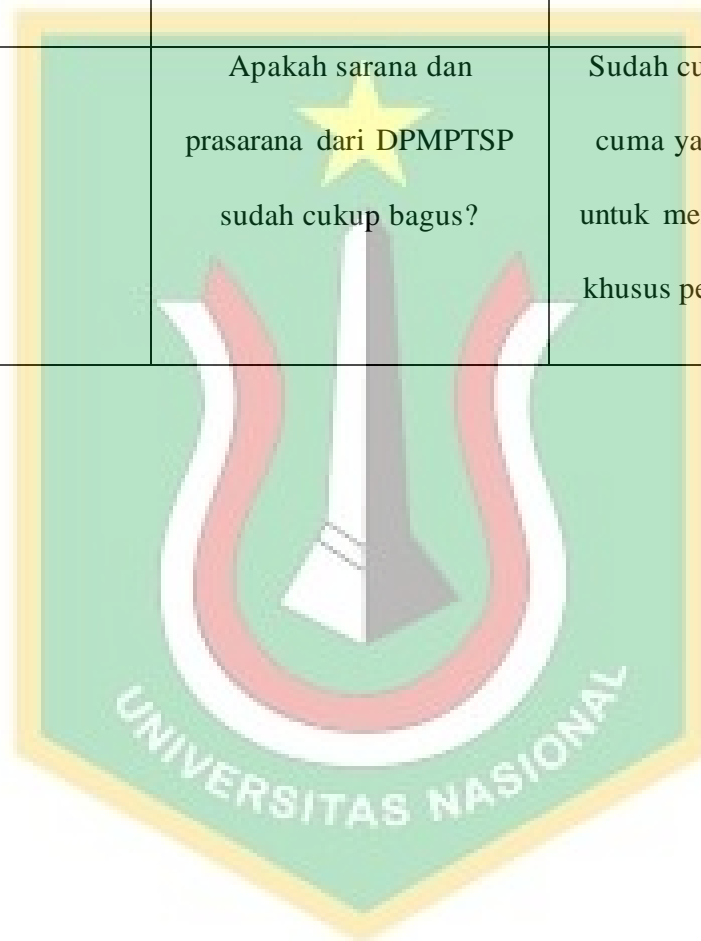 Apakah sarana dan
prasarana dari DPMPTSP
sudah cukup bagus?
Sudah
cuma
untuk
khusus
UNIVERSITAS NASIONAL